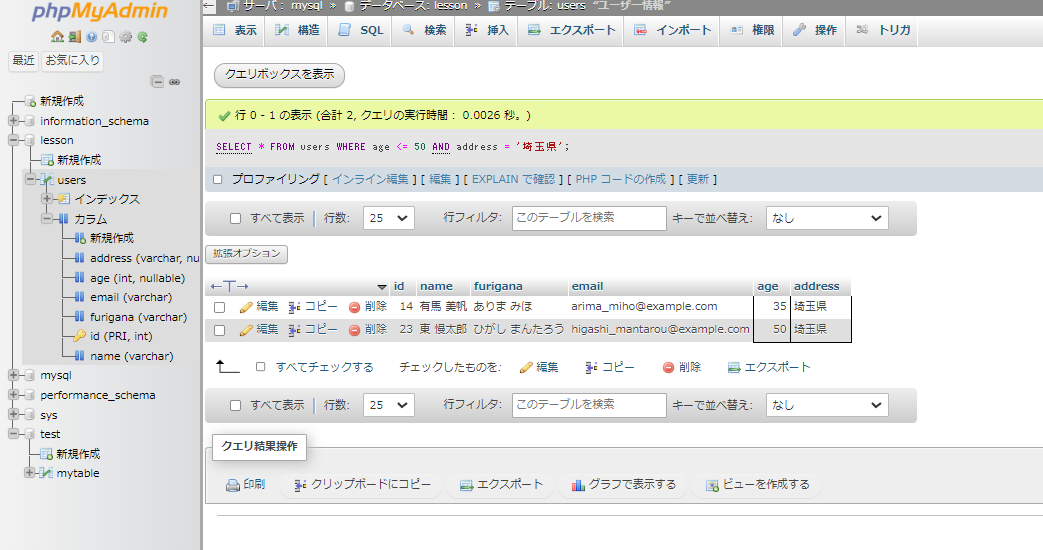 phpMyAdmin
最近 お気に入り
新規作成
information_schema
lesson
新規作成
users
インデックス
カラム
新規作成
address (varchar, nu
age (int, nullable)
email (varchar)
furigana (varchar)
id (PRI, int)
name (varchar)
mysql
performance_schema
sys
test
新規作成
mytable
サーバ: mysql » データベース: lesson » テーブル: users "ユーザー情報"
表示 構造 SQL 検索 挿入 エクスポート インポート 権限 操作 トリガ
クエリボックスを表示
行 0 - 1 の表示 (合計 2, クエリの実行時間： 0.0026 秒。)
SELECT * FROM users WHERE age <= 50 AND address = '埼玉県';
プロファイリング [ インライン編集 ] [ 編集 ] [ EXPLAIN で確認 ] [ PHP コードの作成 ] [ 更新 ]
すべて表示 | 行数: 25 行フィルタ: このテーブルを検索 キーで並べ替え: なし
拡張オプション
←T→ id name furigana email age address
編集 コピー 削除 14 有馬 美帆 ありま みほ arima_miho@example.com 35 埼玉県
編集 コピー 削除 23 東 慢太郎 ひがし まんたろう higashi_mantarou@example.com 50 埼玉県
すべてチェックする チェックしたものを: 編集 コピー 削除 エクスポート
すべて表示 | 行数: 25 行フィルタ: このテーブルを検索 キーで並べ替え: なし
クエリ結果操作
印刷 クリップボードにコピー エクスポート グラフで表示する ビューを作成する